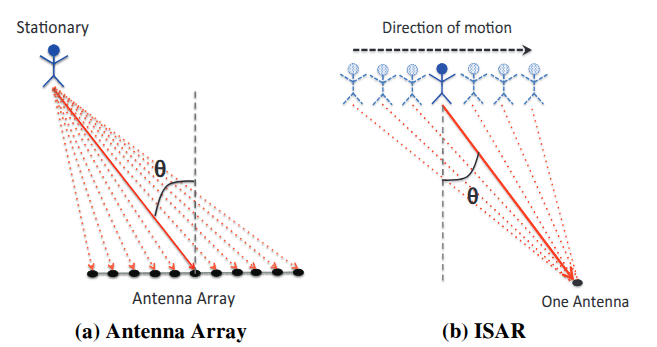 Stationary
θ
Antenna Array
(a) Antenna Array
Direction of motion
θ
One Antenna
(b) ISAR